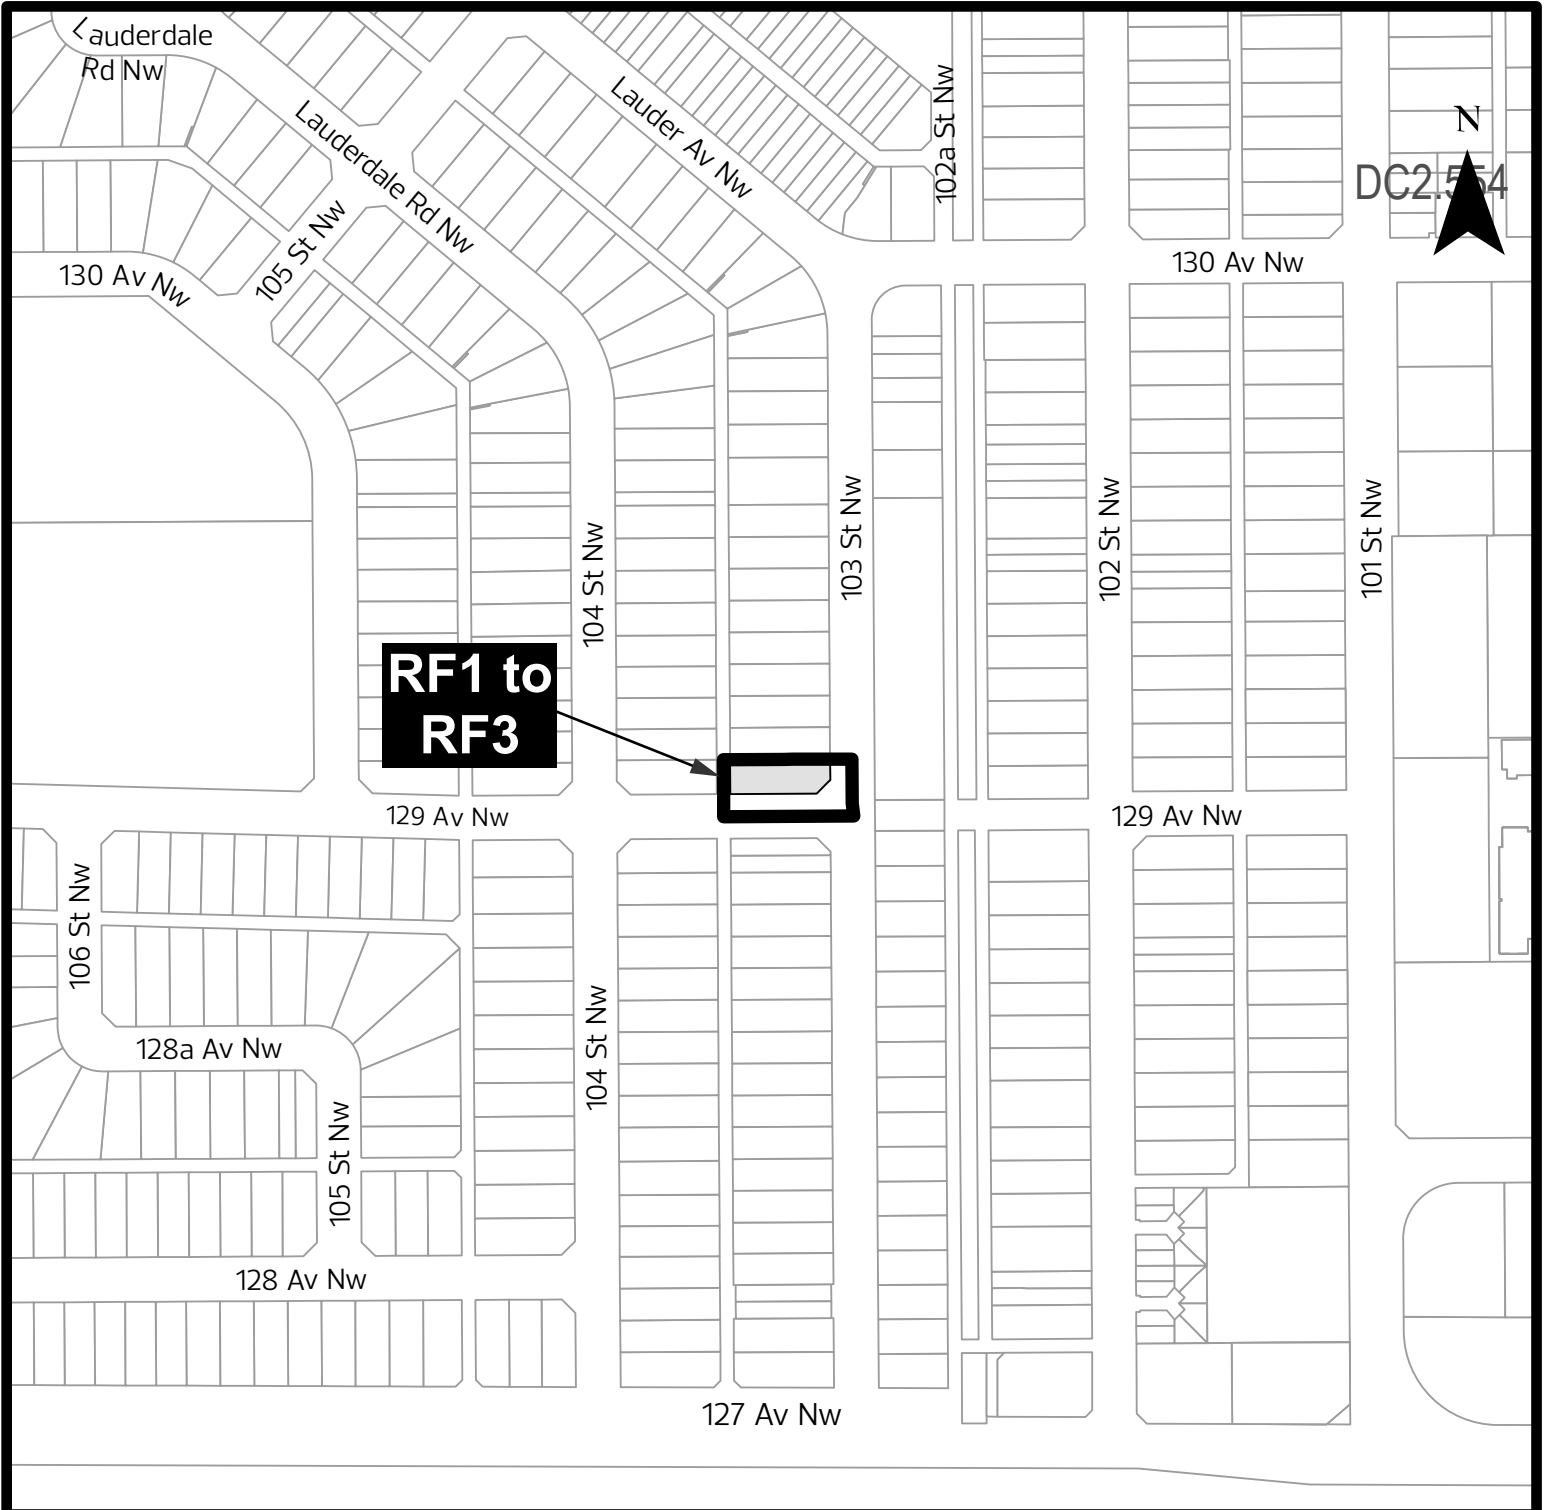 Lauderdale
Rd Nw
Lauderdale Rd Nw
Lauder Av Nw
102a St Nw
N
DC2.554
130 Av Nw
105 St Nw
130 Av Nw
103 St Nw
102 St Nw
101 St Nw
104 St Nw
RF1 to
RF3
129 Av Nw
129 Av Nw
106 St Nw
104 St Nw
128a Av Nw
105 St Nw
128 Av Nw
127 Av Nw